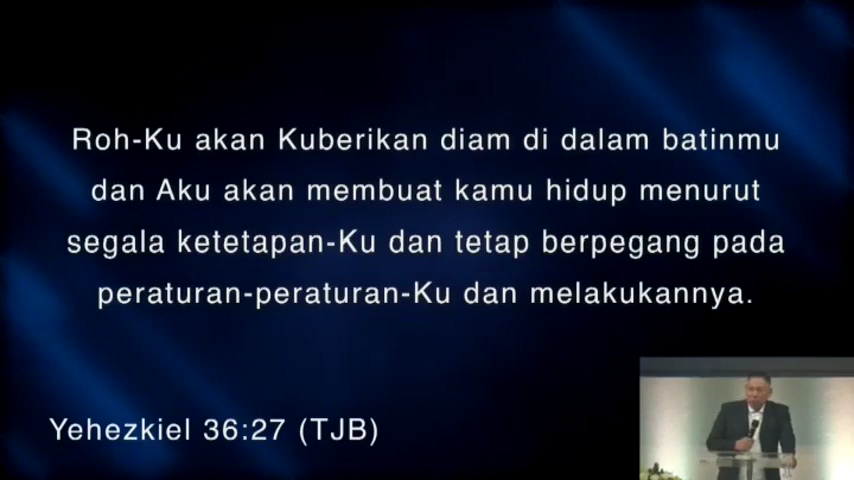 Roh-Ku akan Kuberikan diam di dalam batinmu
dan Aku akan membuat kamu hidup menurut
segala ketetapan-Ku dan tetap berpegang pada
peraturan-peraturan-Ku dan melakukannya.
Yehezkiel 36:27 (TJB)